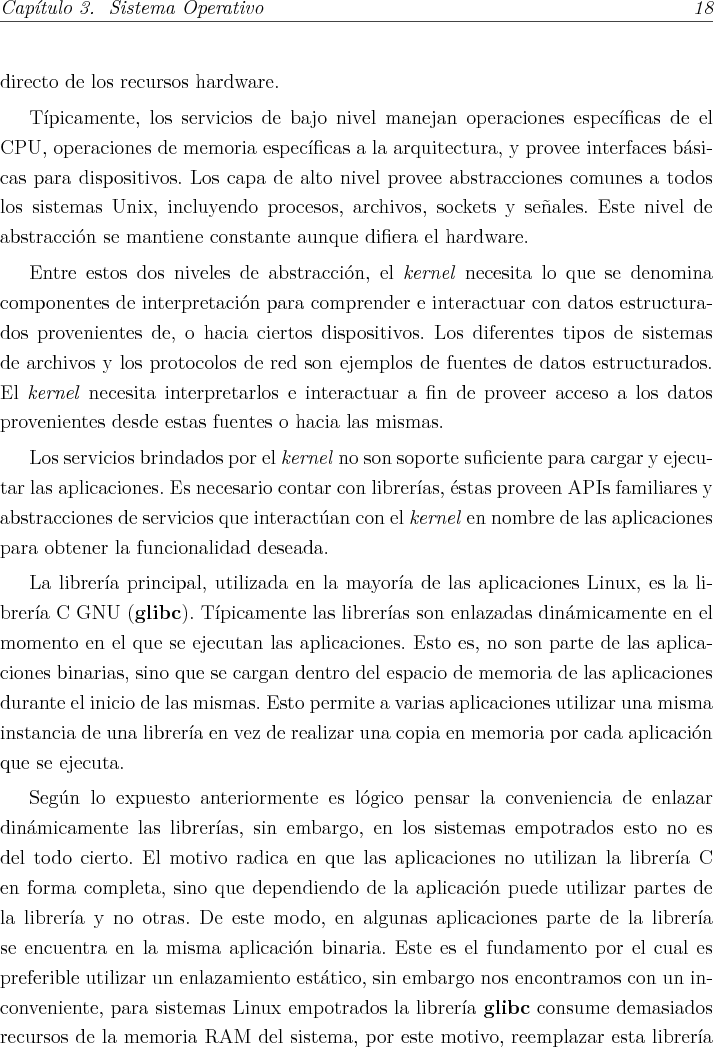 Capítulo 3. Sistema Operativo 18
directo de los recursos hardware.
Típicamente, los servicios de bajo nivel manejan operaciones específicas de el
CPU, operaciones de memoria específicas a la arquitectura, y provee interfaces bási-
cas para dispositivos. Los capa de alto nivel provee abstracciones comunes a todos
los sistemas Unix, incluyendo procesos, archivos, sockets y señales. Este nivel de
abstracción se mantiene constante aunque difiera el hardware.
Entre estos dos niveles de abstracción, el kernel necesita lo que se denomina
componentes de interpretación para comprender e interactuar con datos estructura-
dos provenientes de, o hacia ciertos dispositivos. Los diferentes tipos de sistemas
de archivos y los protocolos de red son ejemplos de fuentes de datos estructurados.
El kernel necesita interpretarlos e interactuar a fin de proveer acceso a los datos
provenientes desde estas fuentes o hacia las mismas.
Los servicios brindados por el kernel no son soporte suficiente para cargar y ejecu-
tar las aplicaciones. Es necesario contar con librerías, éstas proveen APIs familiares y
abstracciones de servicios que interactúan con el kernel en nombre de las aplicaciones
para obtener la funcionalidad deseada.
La librería principal, utilizada en la mayoría de las aplicaciones Linux, es la li-
brería C GNU (glibc). Típicamente las librerías son enlazadas dinámicamente en el
momento en el que se ejecutan las aplicaciones. Esto es, no son parte de las aplica-
ciones binarias, sino que se cargan dentro del espacio de memoria de las aplicaciones
durante el inicio de las mismas. Esto permite a varias aplicaciones utilizar una misma
instancia de una librería en vez de realizar una copia en memoria por cada aplicación
que se ejecuta.
Según lo expuesto anteriormente es lógico pensar la conveniencia de enlazar
dinámicamente las librerías, sin embargo, en los sistemas empotrados esto no es
del todo cierto. El motivo radica en que las aplicaciones no utilizan la librería C
en forma completa, sino que dependiendo de la aplicación puede utilizar partes de
la librería y no otras. De este modo, en algunas aplicaciones parte de la librería
se encuentra en la misma aplicación binaria. Este es el fundamento por el cual es
preferible utilizar un enlazamiento estático, sin embargo nos encontramos con un in-
conveniente, para sistemas Linux empotrados la librería glibc consume demasiados
recursos de la memoria RAM del sistema, por este motivo, reemplazar esta librería